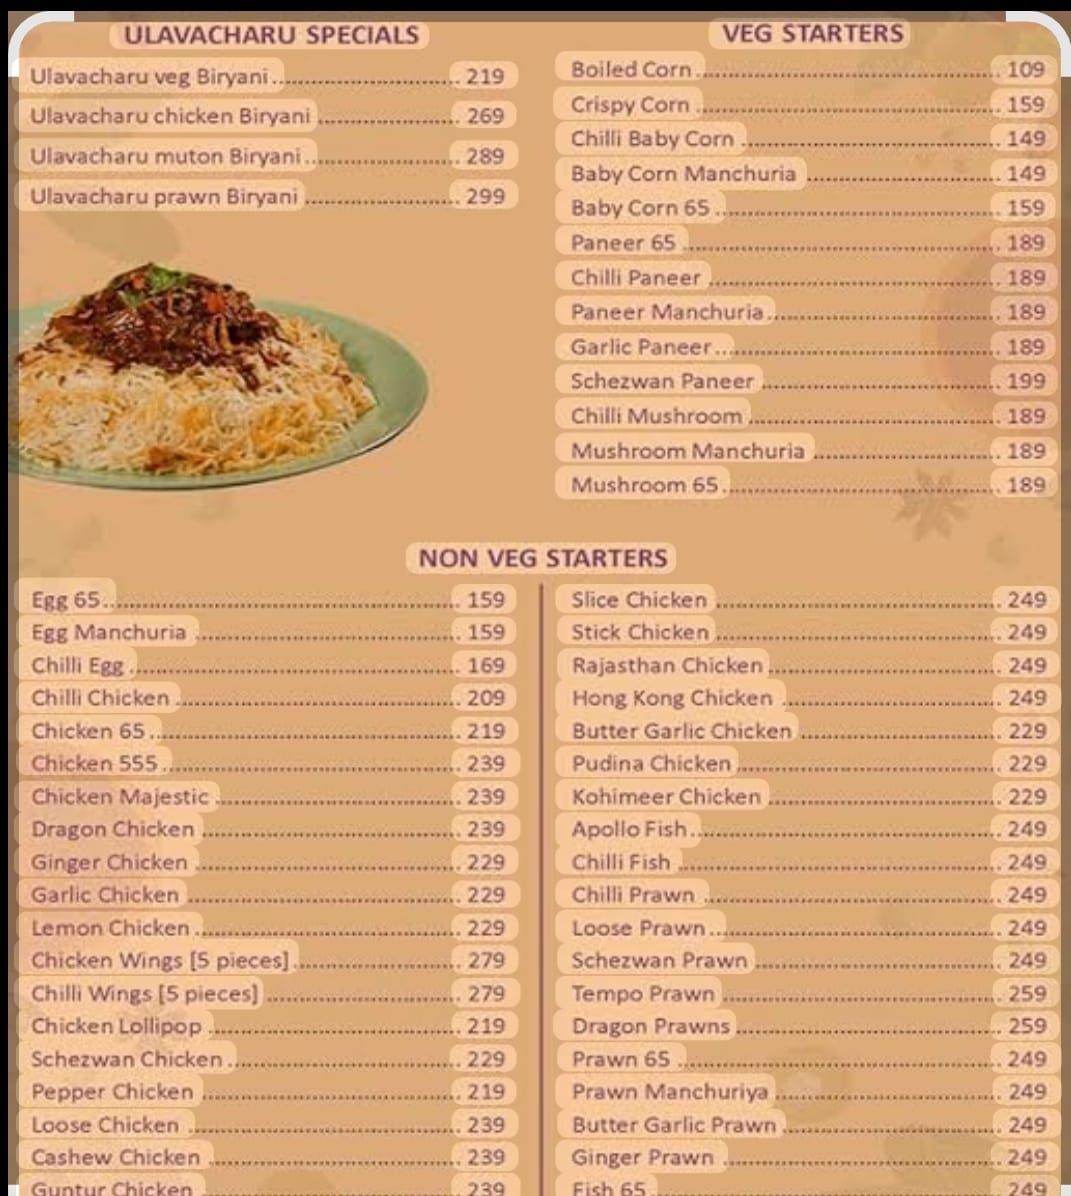 ULAVACHARU SPECIALS
Ulavacharu veg Biryani 219
Ulavacharu chicken Biryani 269
Ulavacharu muton Biryani 289
Ulavacharu prawn Biryani 299
VEG STARTERS
Boiled Corn 109
Crispy Corn 159
Chilli Baby Corn 149
Baby Corn Manchuria 149
Baby Corn 65 159
Paneer 65 189
Chilli Paneer 189
Paneer Manchuria 189
Garlic Paneer 189
Schezwan Paneer 199
Chilli Mushroom 189
Mushroom Manchuria 189
Mushroom 65 189
NON VEG STARTERS
Egg 65 159
Egg Manchuria 159
Chilli Egg 169
Chilli Chicken 209
Chicken 65 219
Chicken 555 239
Chicken Majestic 239
Dragon Chicken 239
Ginger Chicken 229
Garlic Chicken 229
Lemon Chicken 229
Chicken Wings [5 pieces] 279
Chilli Wings [5 pieces] 279
Chicken Lollipop 219
Schezwan Chicken 229
Pepper Chicken 219
Loose Chicken 239
Cashew Chicken 239
Guntur Chicken 239
Slice Chicken 249
Stick Chicken 249
Rajasthan Chicken 249
Hong Kong Chicken 249
Butter Garlic Chicken 229
Pudina Chicken 229
Kohimeer Chicken 229
Apollo Fish 249
Chilli Fish 249
Chilli Prawn 249
Loose Prawn 249
Schezwan Prawn 249
Tempo Prawn 259
Dragon Prawns 259
Prawn 65 249
Prawn Manchuriya 249
Butter Garlic Prawn 249
Ginger Prawn 249
Fish 65 249